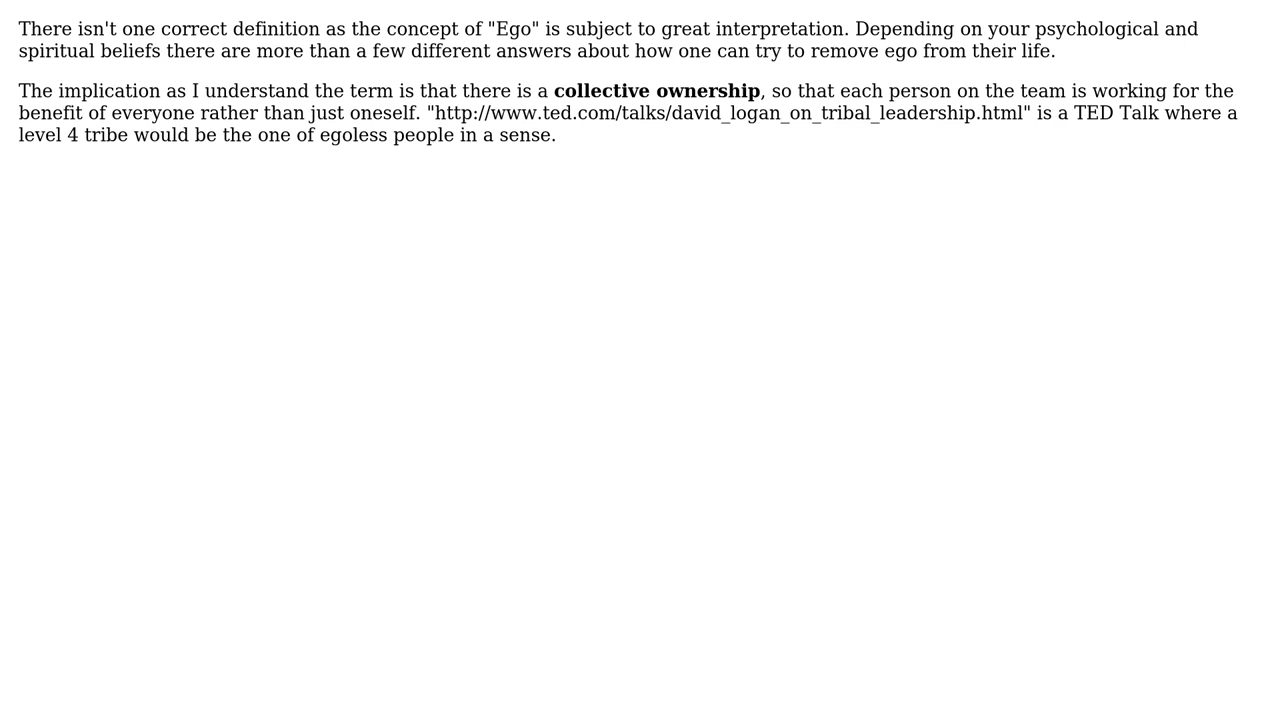 There isn't one correct definition as the concept of "Ego" is subject to great interpretation. Depending on your psychological and
spiritual beliefs there are more than a few different answers about how one can try to remove ego from their life.
The implication as I understand the term is that there is a collective ownership, so that each person on the team is working for the
benefit of everyone rather than just oneself. "http://www.ted.com/talks/david_logan_on_tribal_leadership.html" is a TED Talk where a
level 4 tribe would be the one of egoless people in a sense.